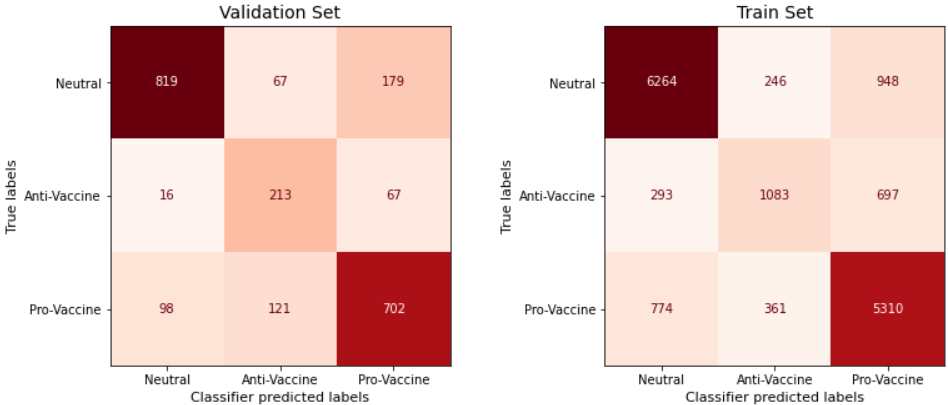 Validation Set
True labels
Neutral 819 67 179
Anti-Vaccine 16 213 67
Pro-Vaccine 98 121 702
Neutral Anti-Vaccine Pro-Vaccine
Classifier predicted labels
Train Set
True labels
Neutral 6264 246 948
Anti-Vaccine 293 1083 697
Pro-Vaccine 774 361 5310
Neutral Anti-Vaccine Pro-Vaccine
Classifier predicted labels